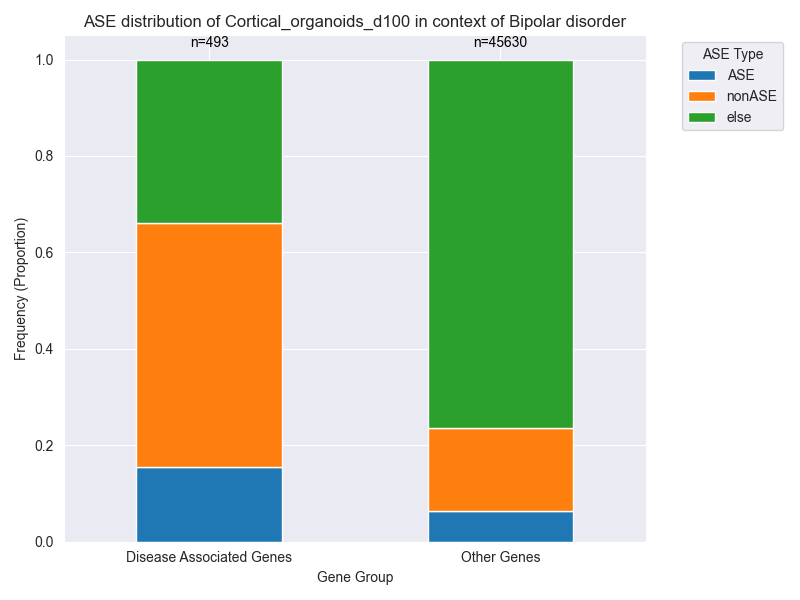 ASE distribution of Cortical_organoids_d100 in context of Bipolar disorder
n=493
n=45630
ASE Type
ASE
nonASE
else
Frequency (Proportion)
1.0
0.8
0.6
0.4
0.2
0.0
Disease Associated Genes
Other Genes
Gene Group